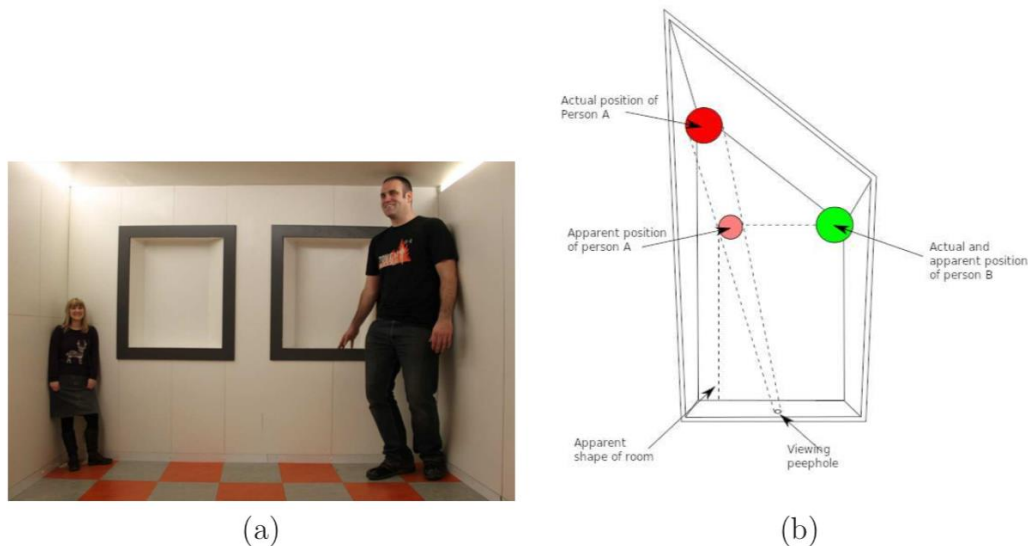 Actual position of
Person A
Apparent position
of person A
Actual and
apparent position
of person B
Apparent
shape of room
Viewing
peephole
(a)
(b)